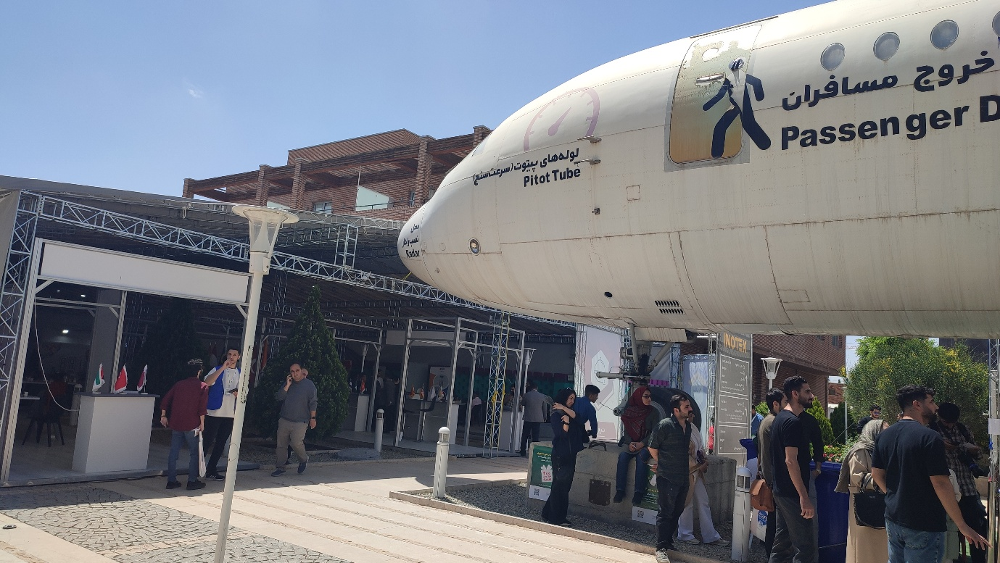 خروج مسافران
Passenger D
لوله‌های پیتوت (سرعت‌سنج)
Pitot Tube
محل
نصب رادار
Radar
INOTEX